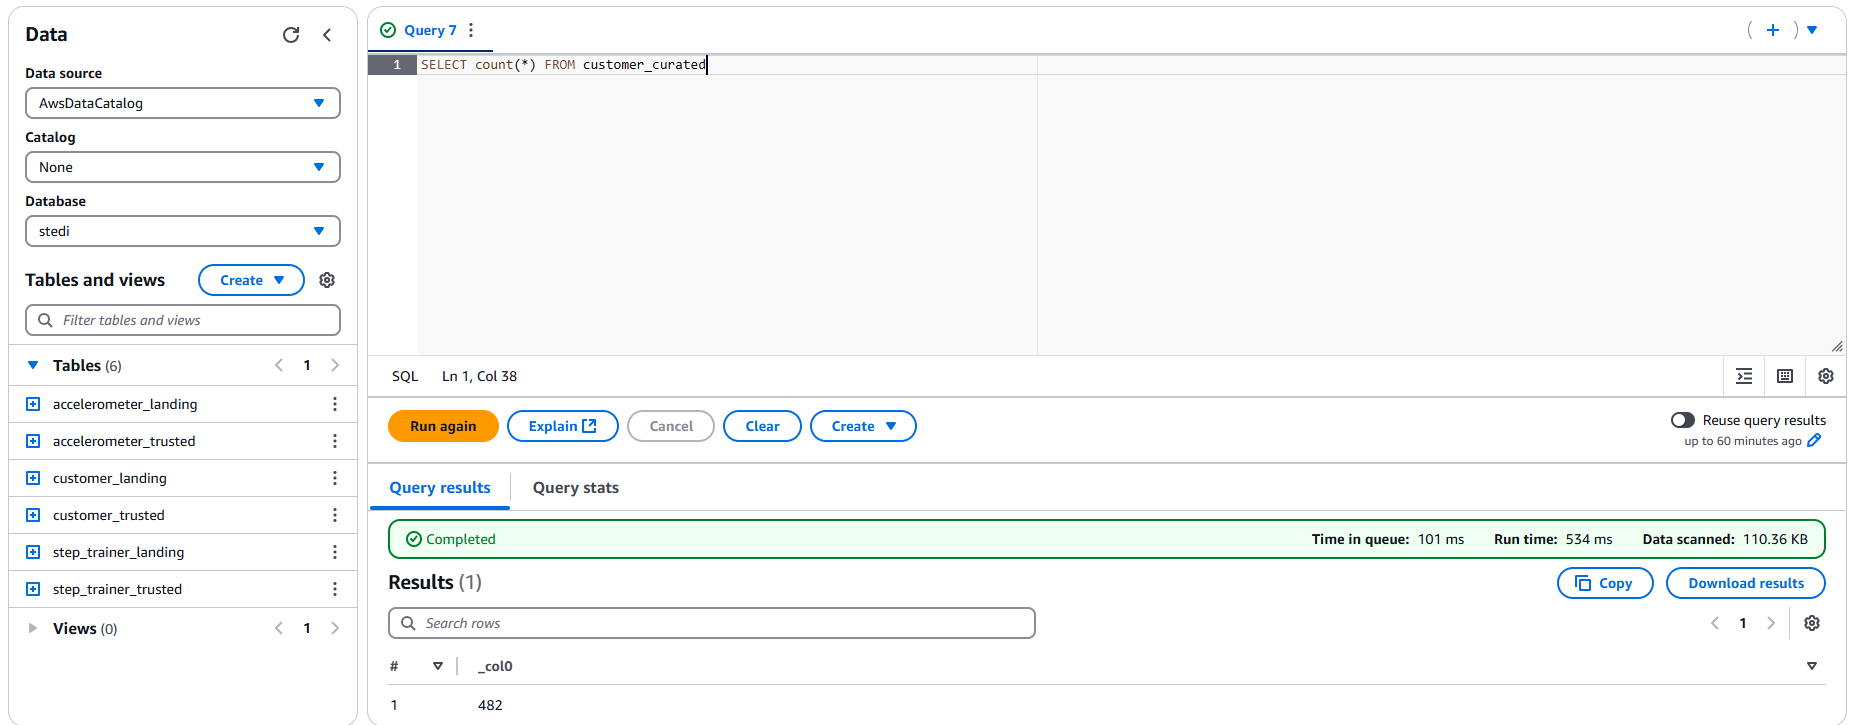 Data
Data source
AwsDataCatalog
Catalog
None
Database
stedi
Tables and views
Create
Filter tables and views
Tables (6)
1
accelerometer_landing
accelerometer_trusted
customer_landing
customer_trusted
step_trainer_landing
step_trainer_trusted
Views (0)
1
Query 7
1 SELECT count(*) FROM customer_curated
SQL Ln 1, Col 38
Run again Explain Cancel Clear Create
Reuse query results
up to 60 minutes ago
Query results Query stats
Completed Time in queue: 101 ms Run time: 534 ms Data scanned: 110.36 KB
Results (1) Copy Download results
Search rows
1
# _col0
1 482